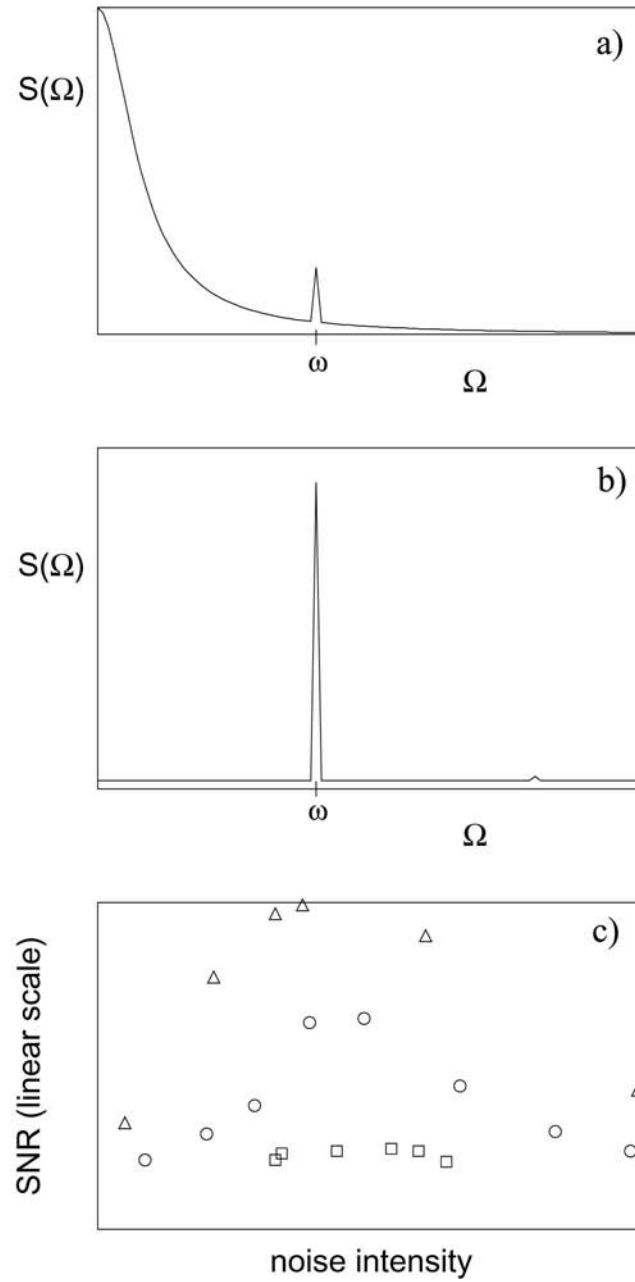 a)
S(Ω)
ω
Ω
b)
S(Ω)
ω
Ω
c)
SNR (linear scale)
noise intensity